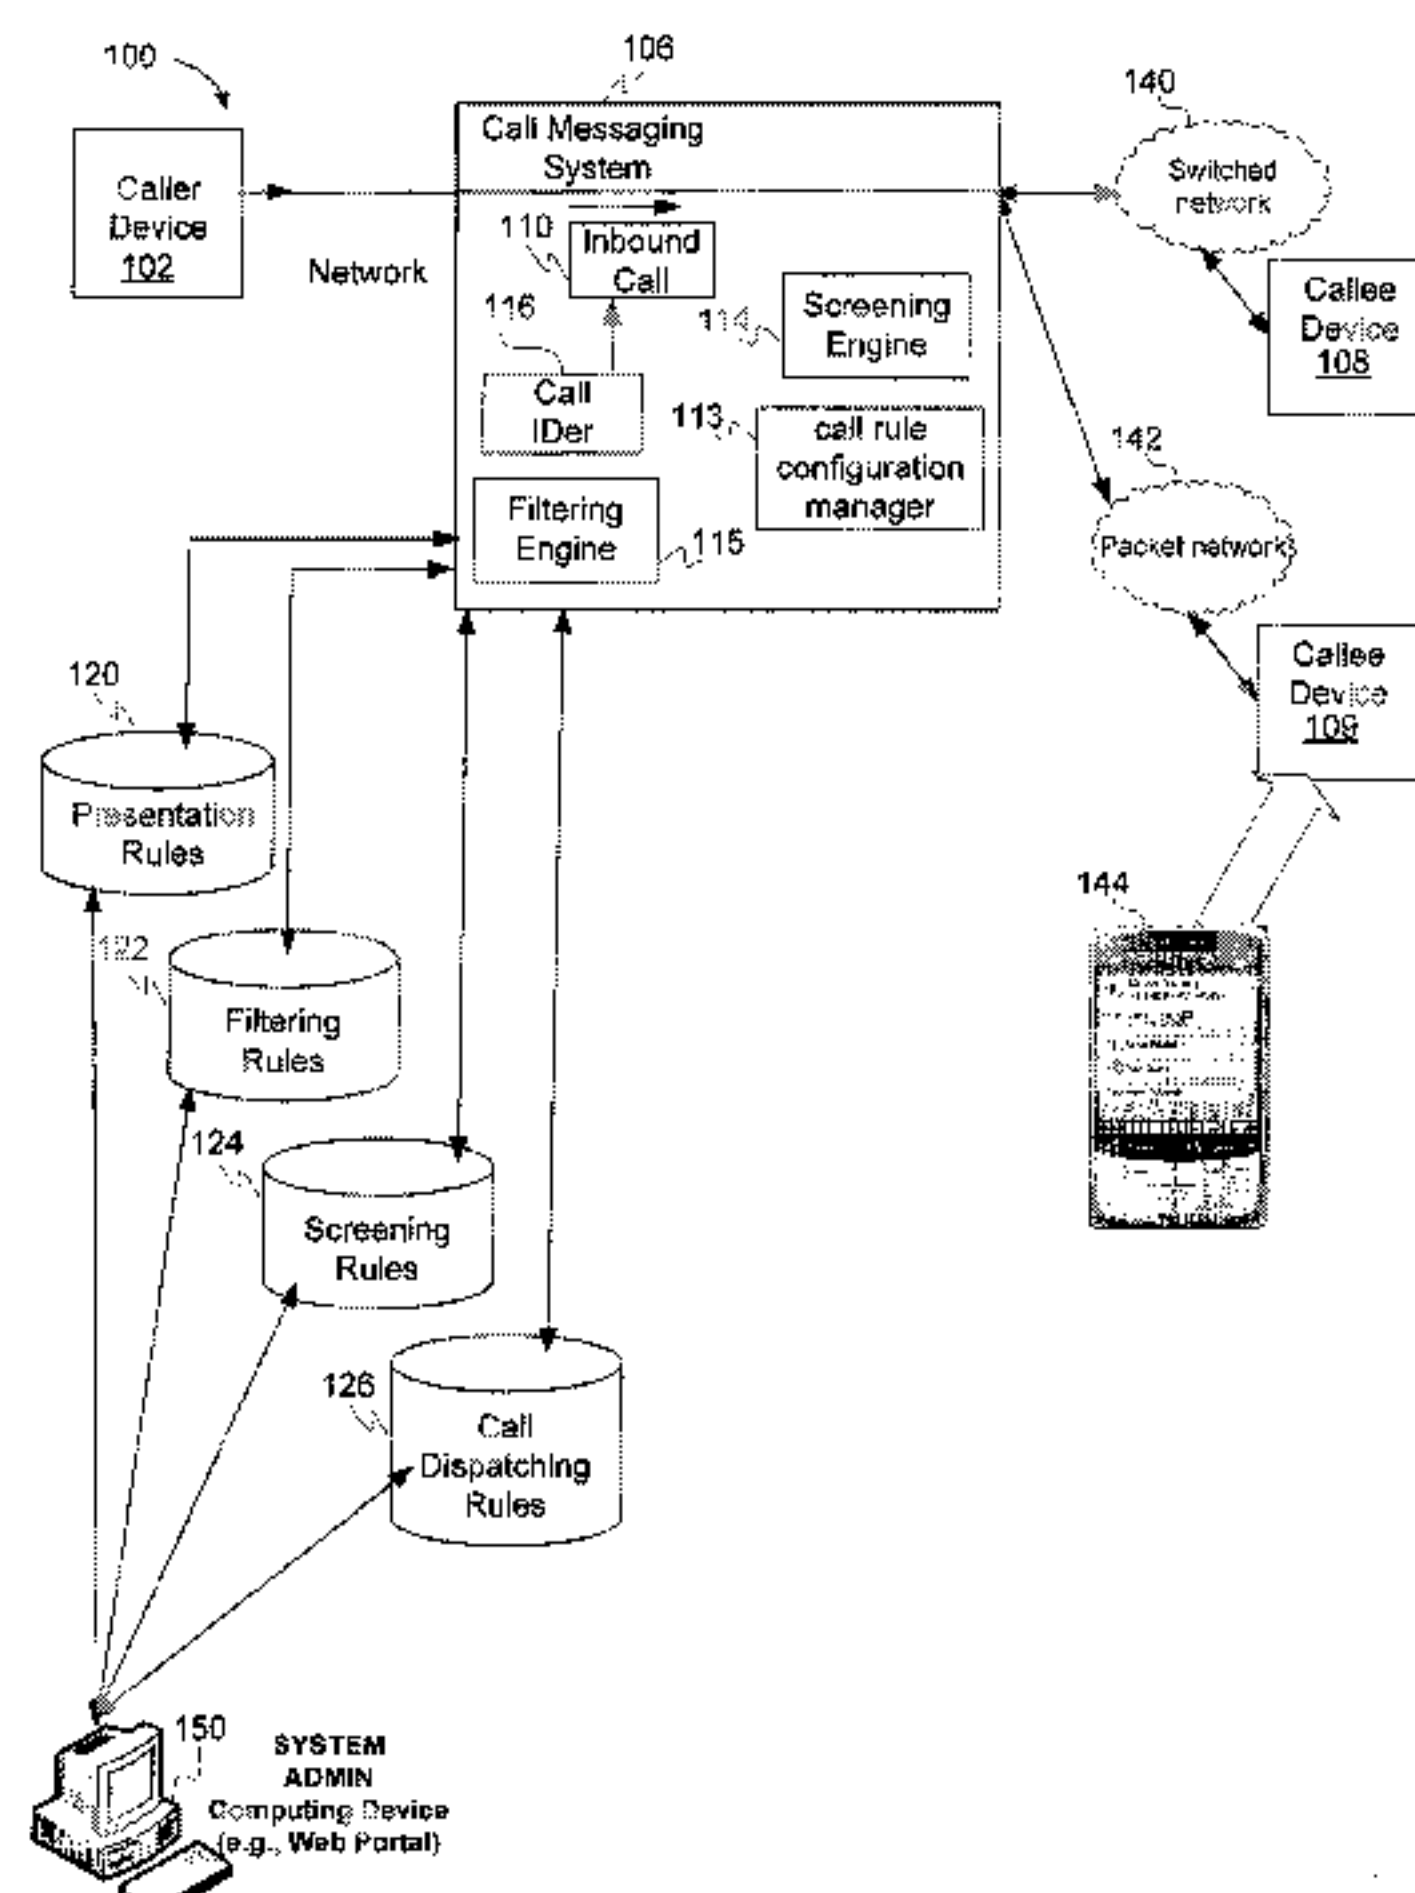 100
106
140
Caller
Device
102
Call Messaging
System
Switched
network
Network
110
Inbound
Call
116
114
Screening
Engine
Callee
Device
108
Call
IDer
113
call rule
configuration
manager
142
Filtering
Engine
115
Packet network
120
Callee
Device
109
Presentation
Rules
144
122
Filtering
Rules
124
Screening
Rules
126
Call
Dispatching
Rules
150
SYSTEM
ADMIN
Computing Device
(e.g., Web Portal)